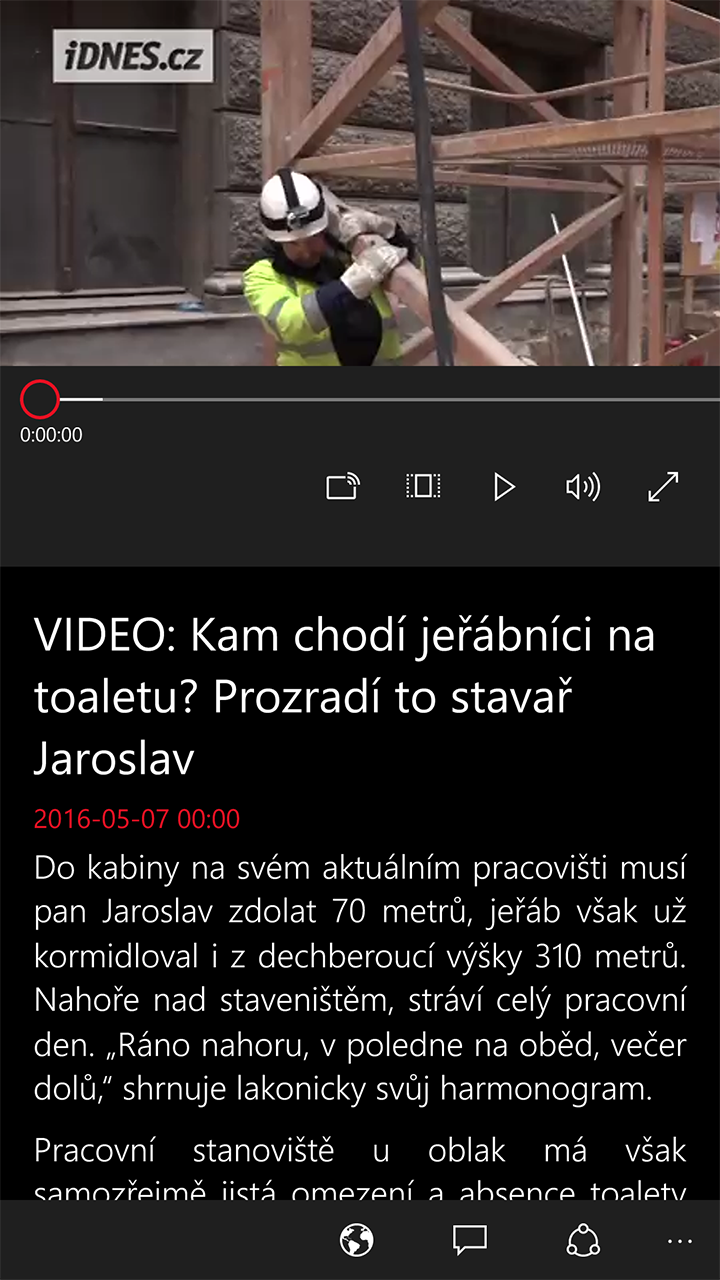 iDNES.cz
0:00:00
VIDEO: Kam chodí jeřábníci na
toaletu? Prozradí to stavař
Jaroslav
2016-05-07 00:00
Do kabiny na svém aktuálním pracovišti musí
pan Jaroslav zdolat 70 metrů, jeřáb však už
kormidloval i z dechberoucí výšky 310 metrů.
Nahoře nad staveništěm, stráví celý pracovní
den. „Ráno nahoru, v poledne na oběd, večer
dolů,“ shrnuje lakonicky svůj harmonogram.
Pracovní stanoviště u oblak má však
samozřejmě jistá omezení a absence toalety